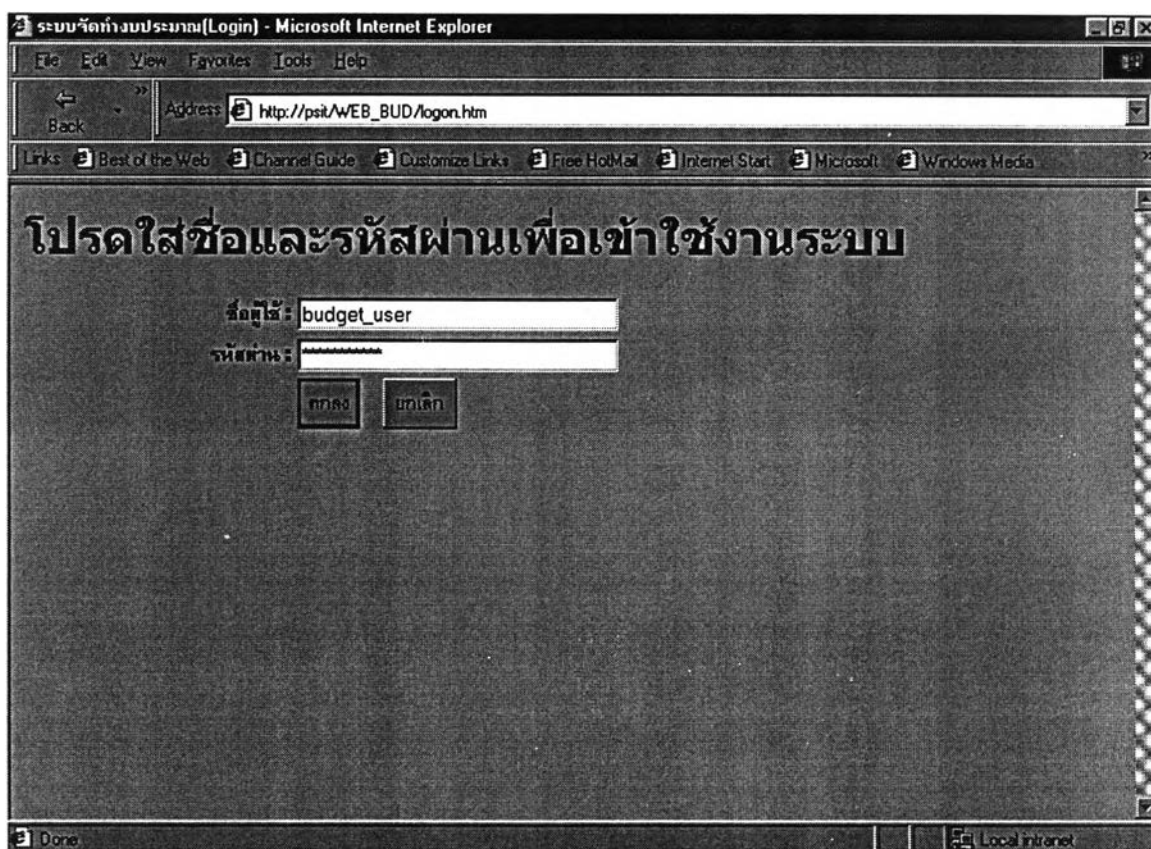 ระบบจัดทำงบประมาณ(Login) - Microsoft Internet Explorer
File Edit View Favorites Tools Help
Back
Address http://psit/WEB_BUD/logon.htm
Links Best of the Web Channel Guide Customize Links Free HotMail Internet Start Microsoft Windows Media
โปรดใส่ชื่อและรหัสผ่านเพื่อเข้าใช้งานระบบ
ชื่อผู้ใช้ : budget_user
รหัสผ่าน : ***********
ตกลง ยกเลิก
Done Local intranet